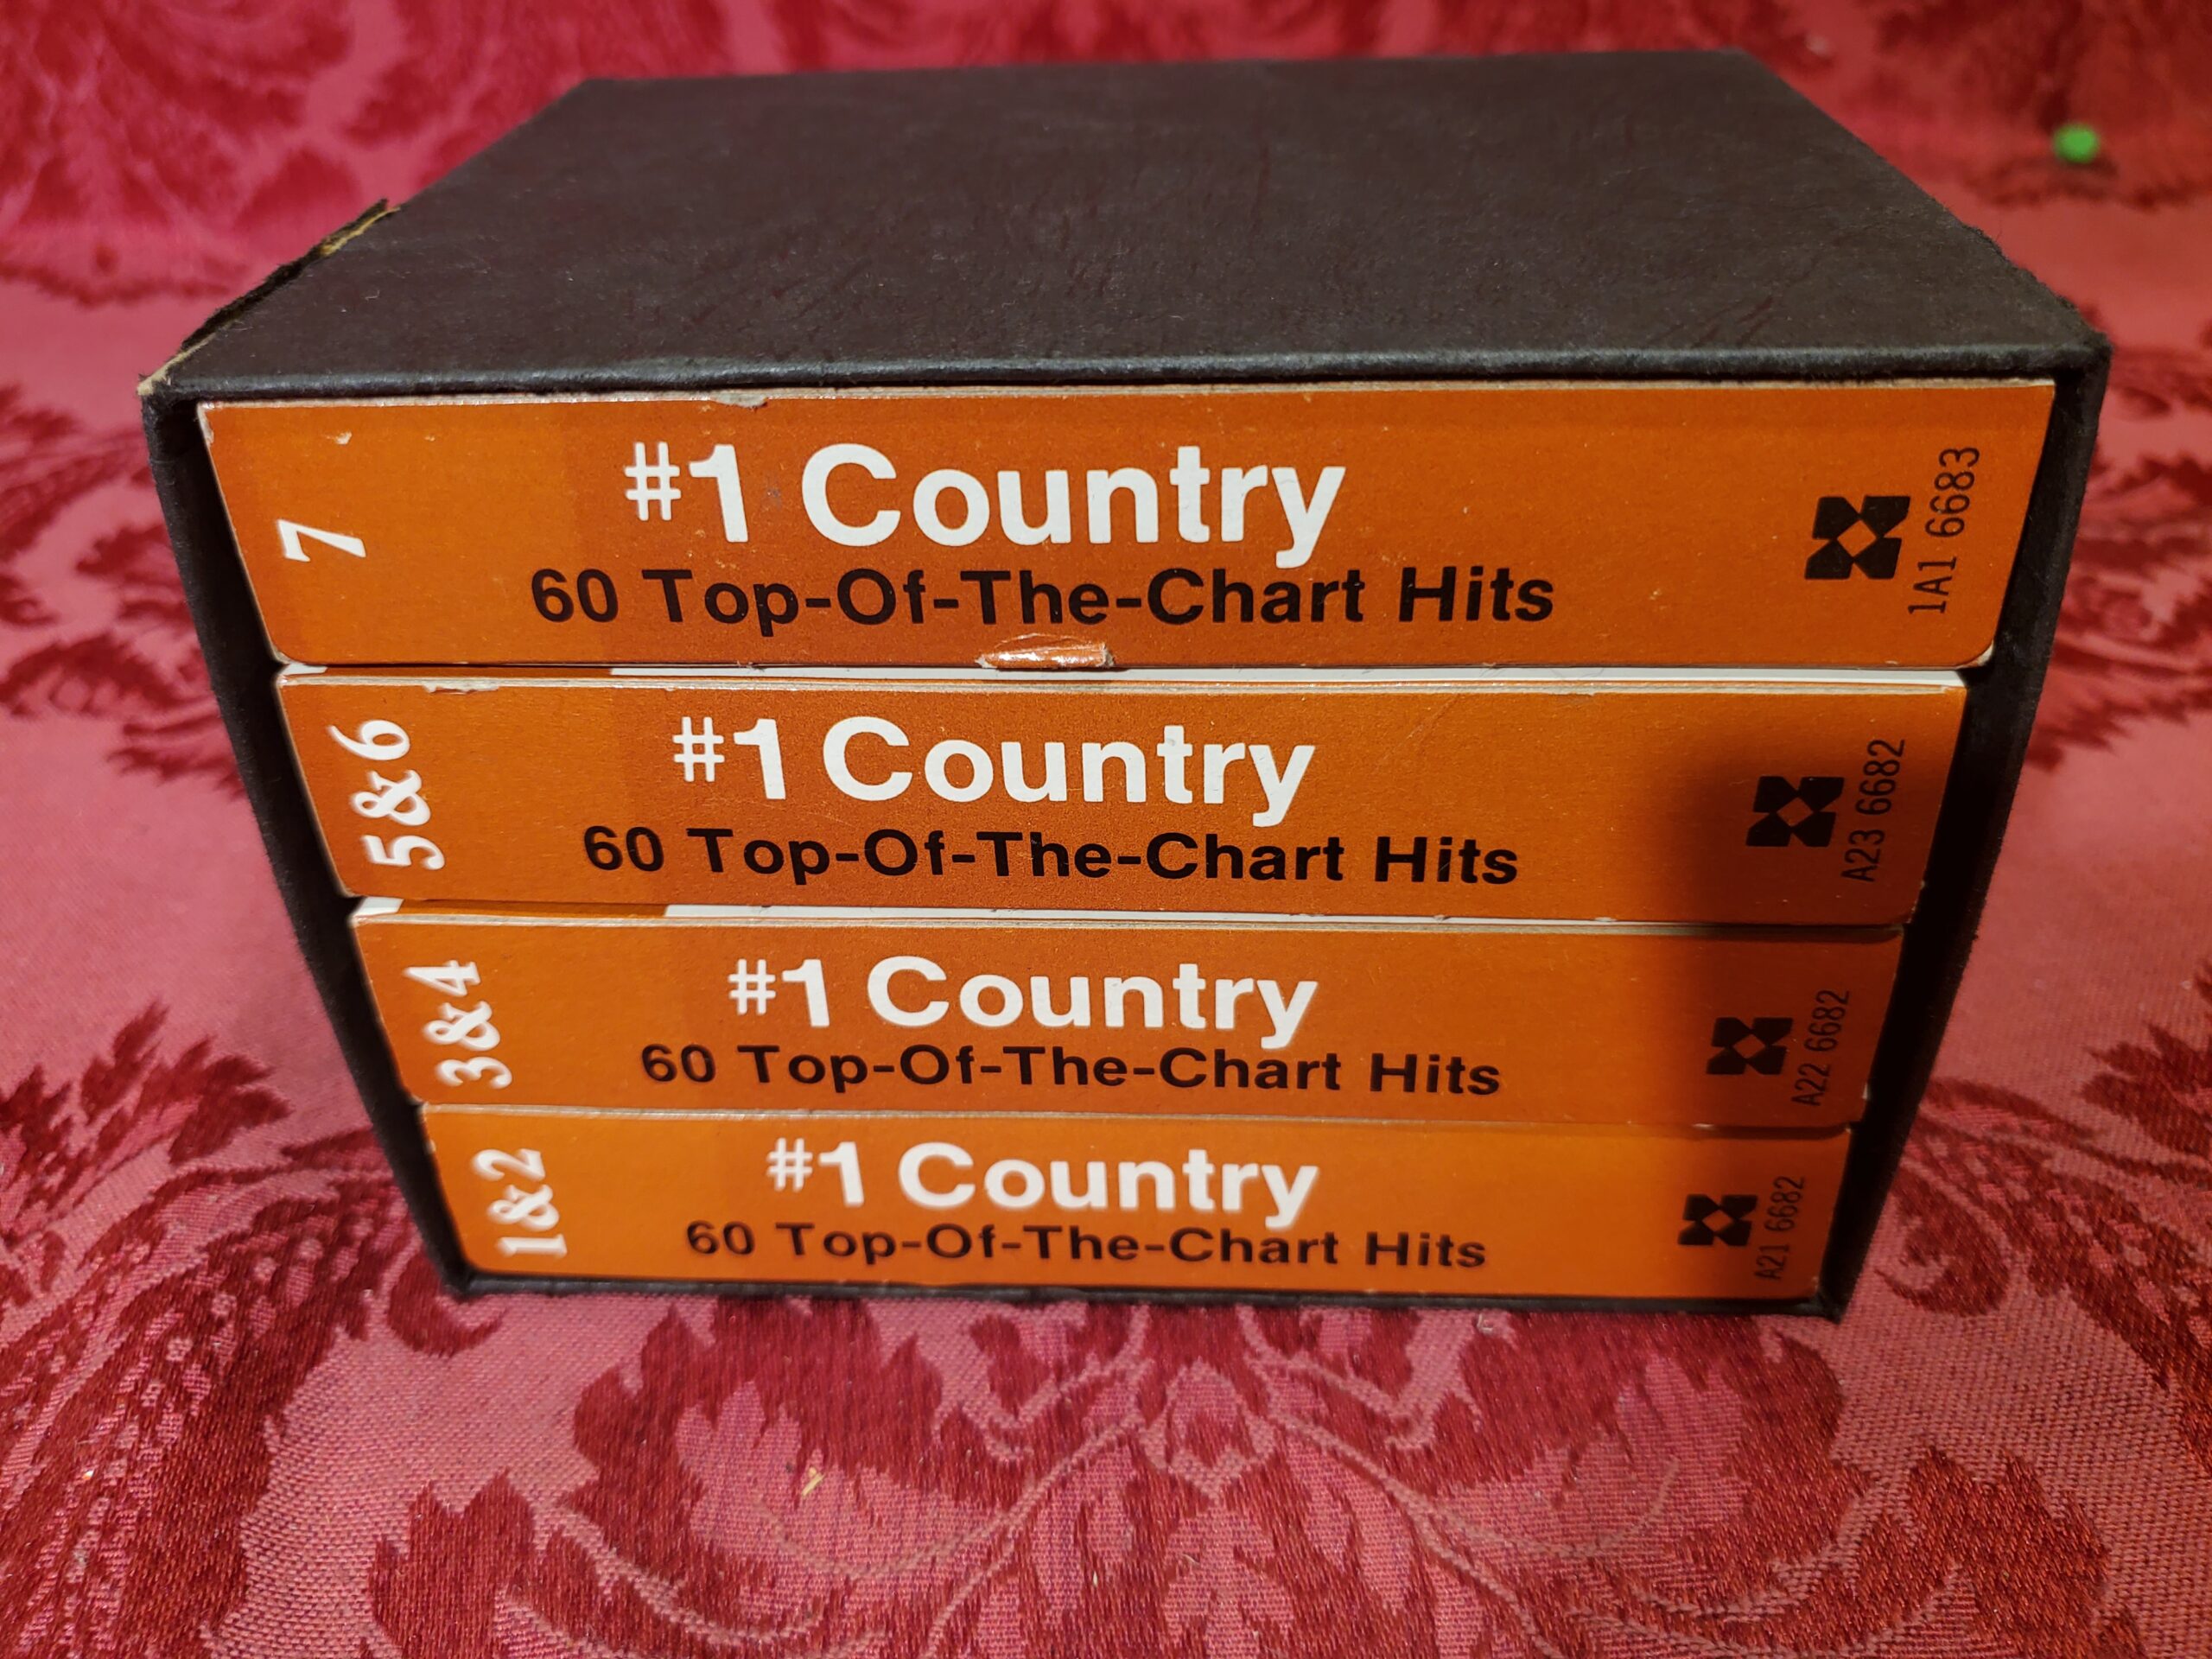 7
#1 Country
60 Top-Of-The-Chart Hits
1A1 6683
5&6
#1 Country
60 Top-Of-The-Chart Hits
A23 6682
3&4
#1 Country
60 Top-Of-The-Chart Hits
A22 6682
1&2
#1 Country
60 Top-Of-The-Chart Hits
A21 6682